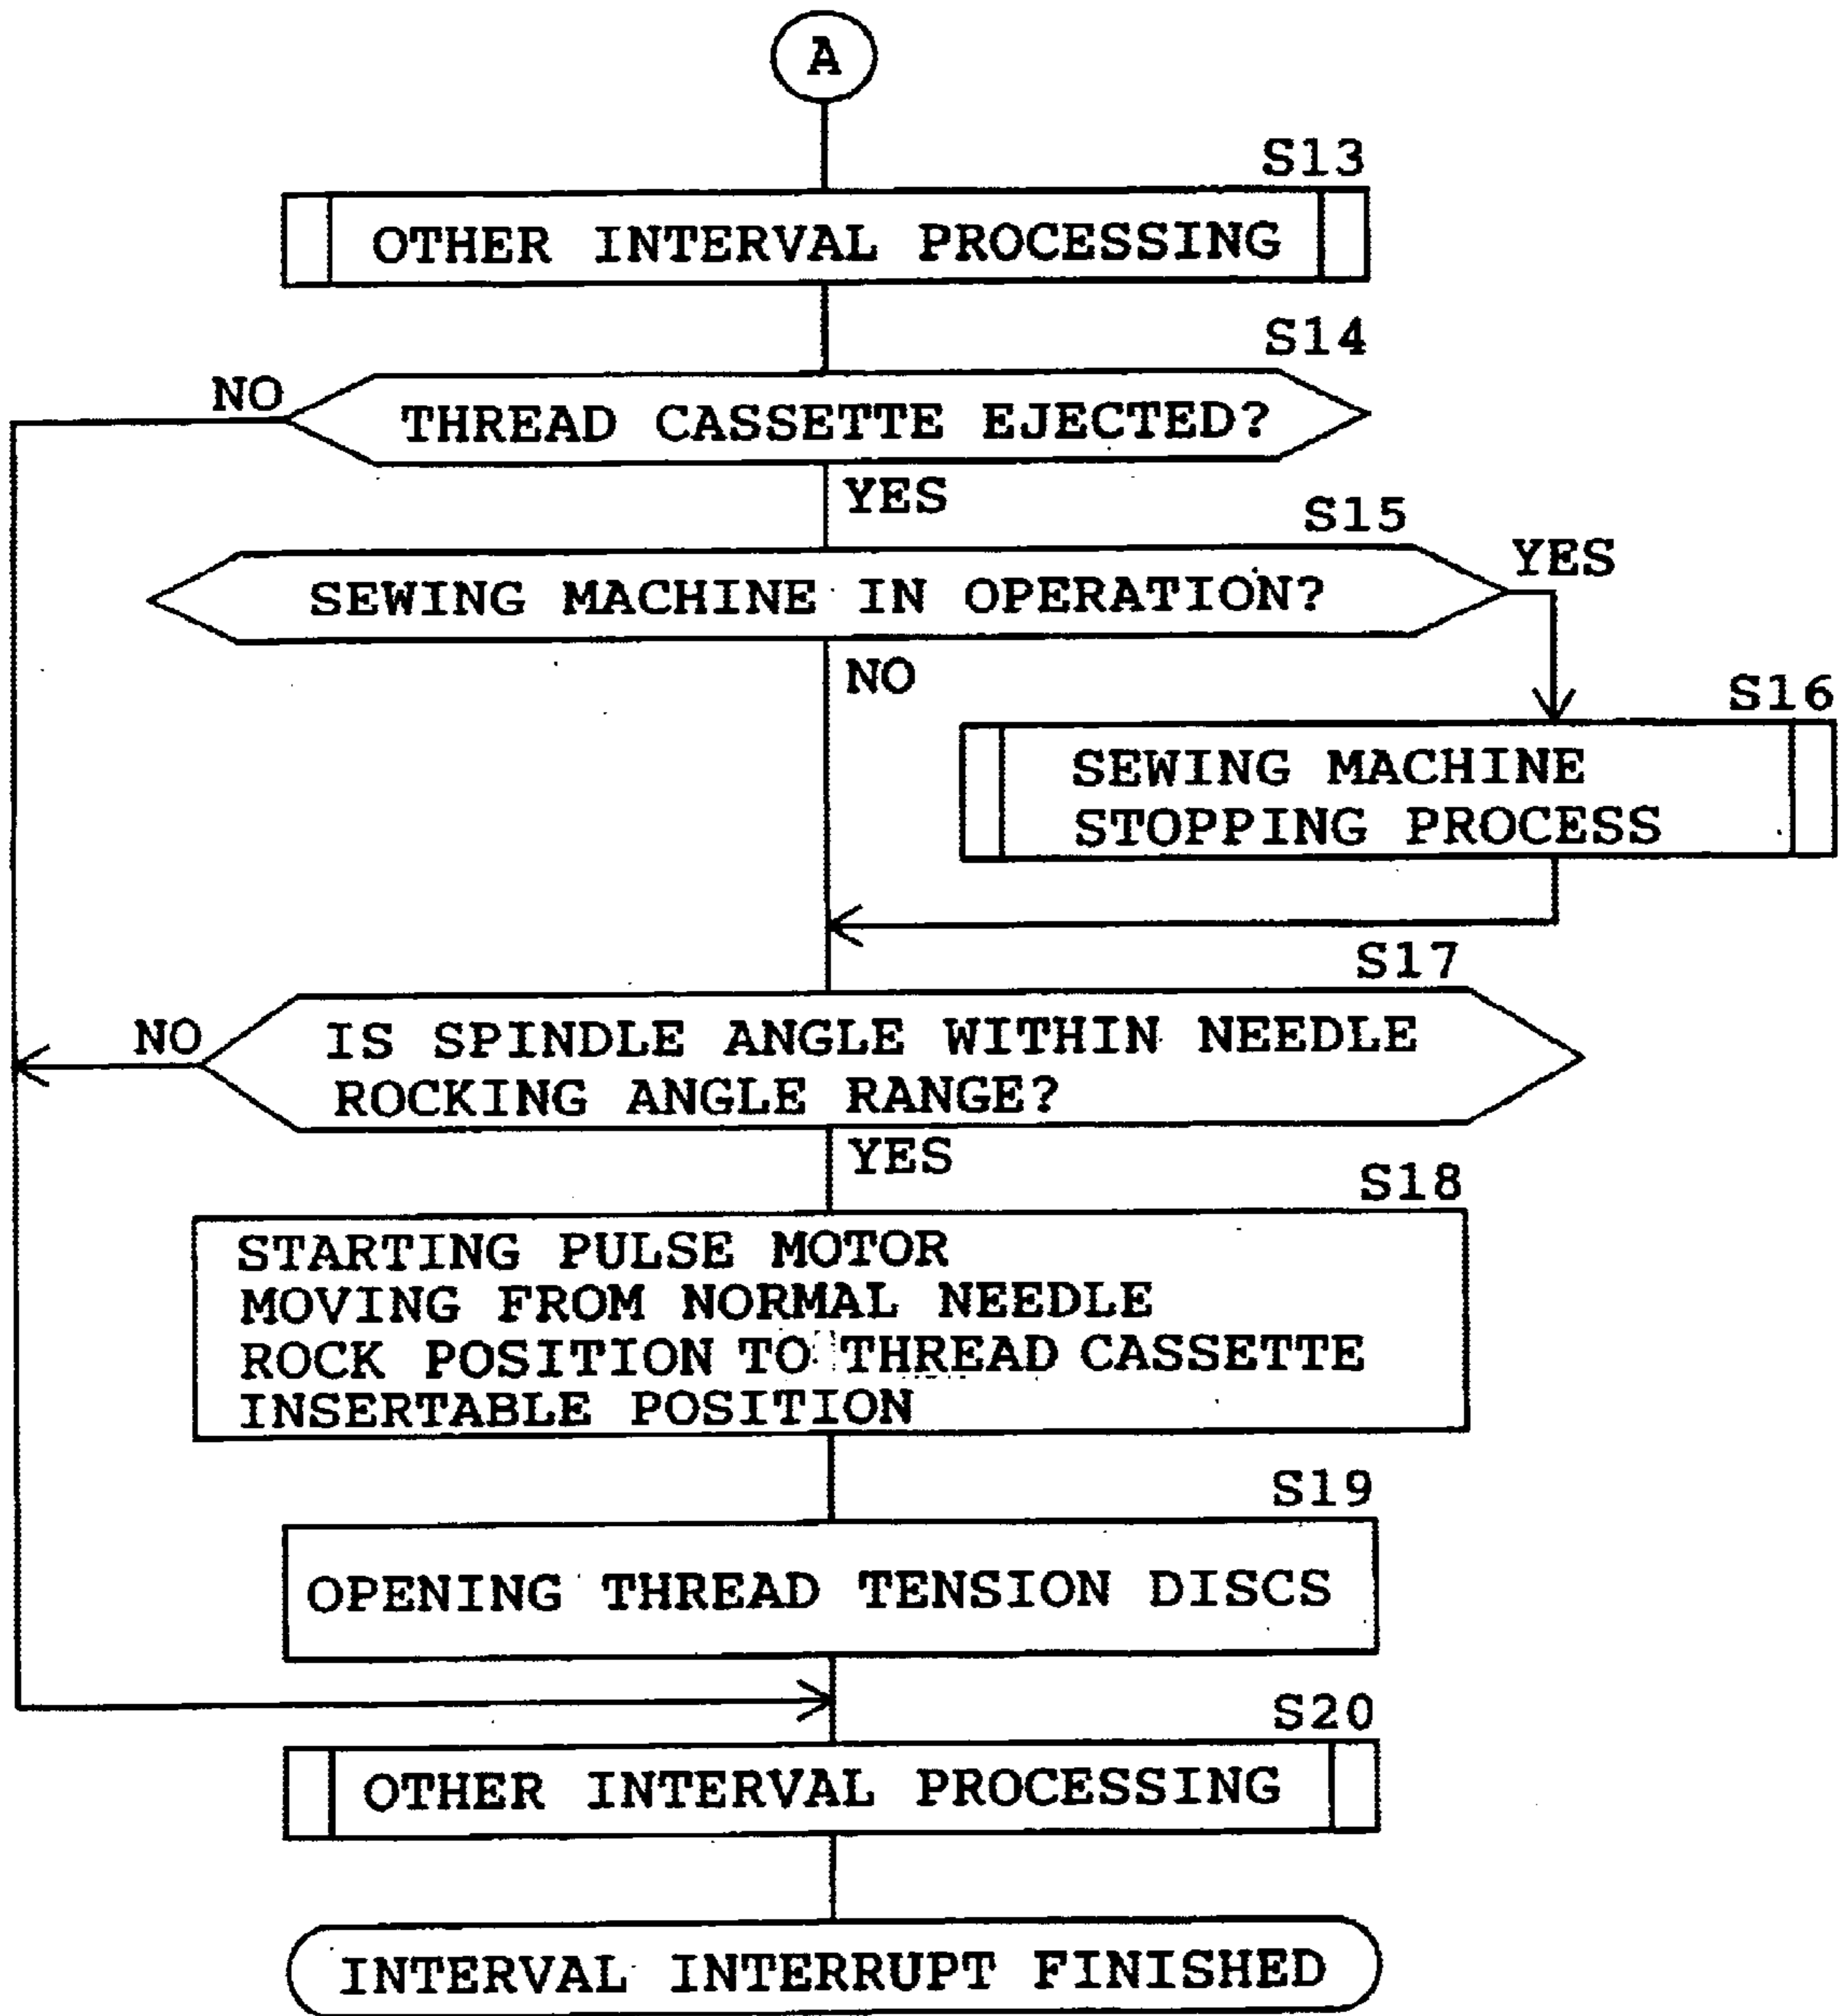 A
S13
OTHER INTERVAL PROCESSING
S14
NO
THREAD CASSETTE EJECTED?
YES
S15
YES
SEWING MACHINE IN OPERATION?
NO
S16
SEWING MACHINE
STOPPING PROCESS
S17
NO
IS SPINDLE ANGLE WITHIN NEEDLE
ROCKING ANGLE RANGE?
YES
S18
STARTING PULSE MOTOR
MOVING FROM NORMAL NEEDLE
ROCK POSITION TO THREAD CASSETTE
INSERTABLE POSITION
S19
OPENING THREAD TENSION DISCS
S20
OTHER INTERVAL PROCESSING
INTERVAL INTERRUPT FINISHED